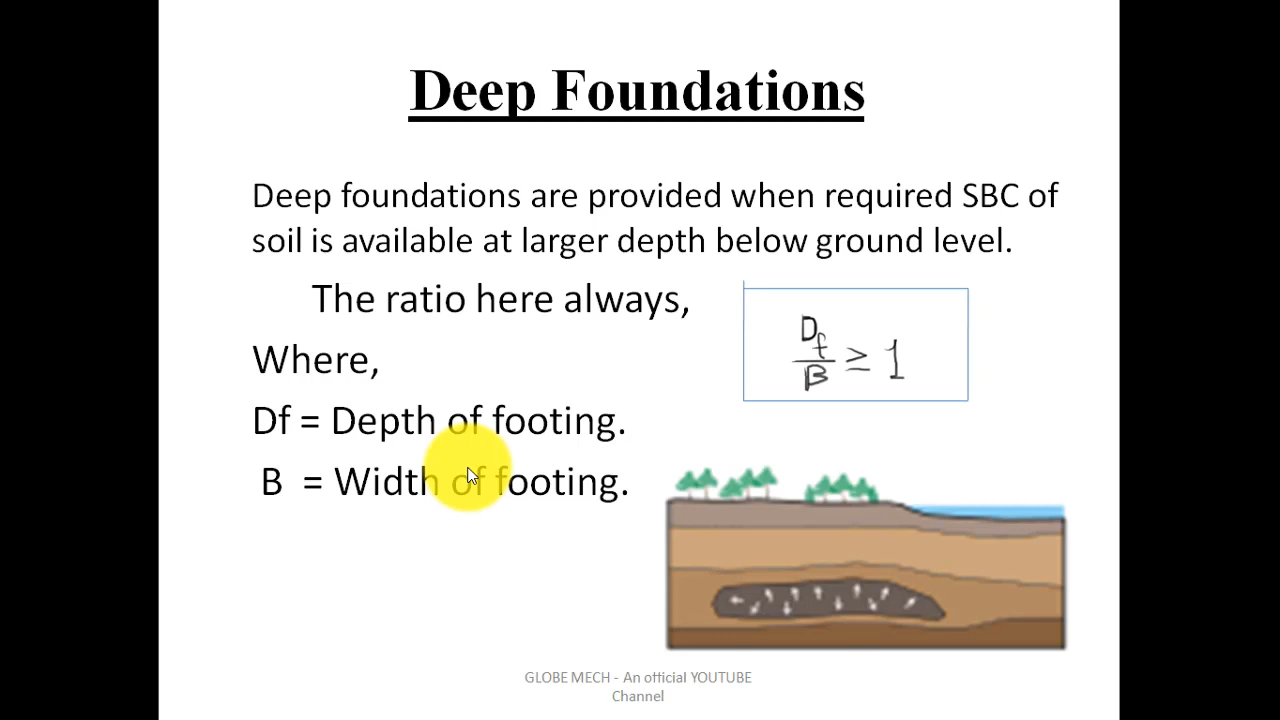 Deep Foundations
Deep foundations are provided when required SBC of
soil is available at larger depth below ground level.
The ratio here always,
Df/B ≥ 1
Where,
Df = Depth of footing.
B = Width of footing.
GLOBE MECH - An official YOUTUBE
Channel